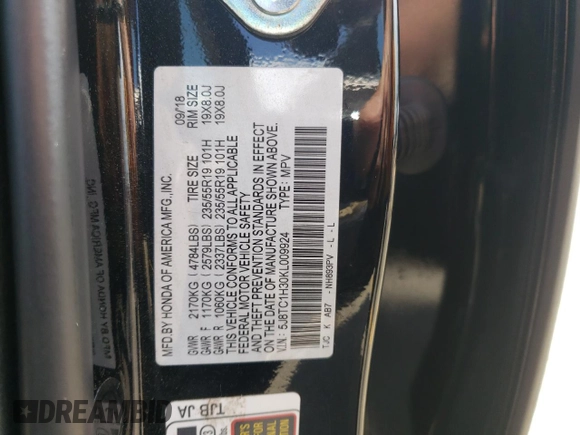 MFD.BY HONDA OF AMERICA MFG.,INC. 09/18
TIRE SIZE RIM SIZE
GVWR 2170KG (4784LBS)
GAWR F 1170KG (2579LBS) 235/55R19 101H 19X8.0J
GAWR R 1060KG (2337LBS) 235/55R19 101H 19X8.0J
THIS VEHICLE CONFORMS TO ALL APPLICABLE
FEDERAL MOTOR VEHICLE SAFETY
AND THEFT PREVENTION STANDARDS IN EFFECT
ON THE DATE OF MANUFACTURE SHOWN ABOVE.
V.I.N.: 5J8TC1H30KL009924 TYPE: MPV
TJC K AB7 - NH893PV - L - L
TJB JA
DREAMBID